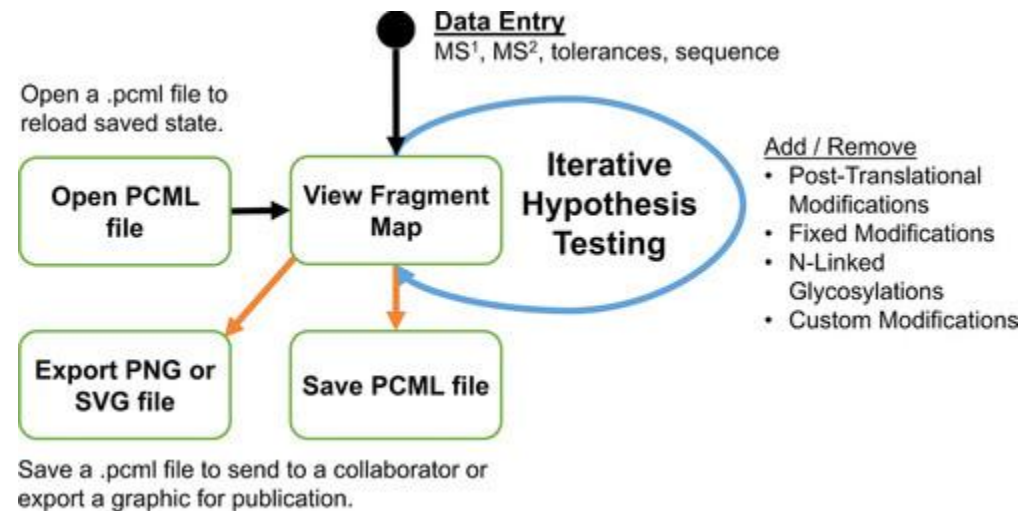 Data Entry
MS¹, MS², tolerances, sequence
Open a .pcml file to
reload saved state.
Open PCML
file
View Fragment
Map
Iterative
Hypothesis
Testing
Add / Remove
• Post-Translational
Modifications
• Fixed Modifications
• N-Linked
Glycosylations
• Custom Modifications
Export PNG or
SVG file
Save PCML file
Save a .pcml file to send to a collaborator or
export a graphic for publication.